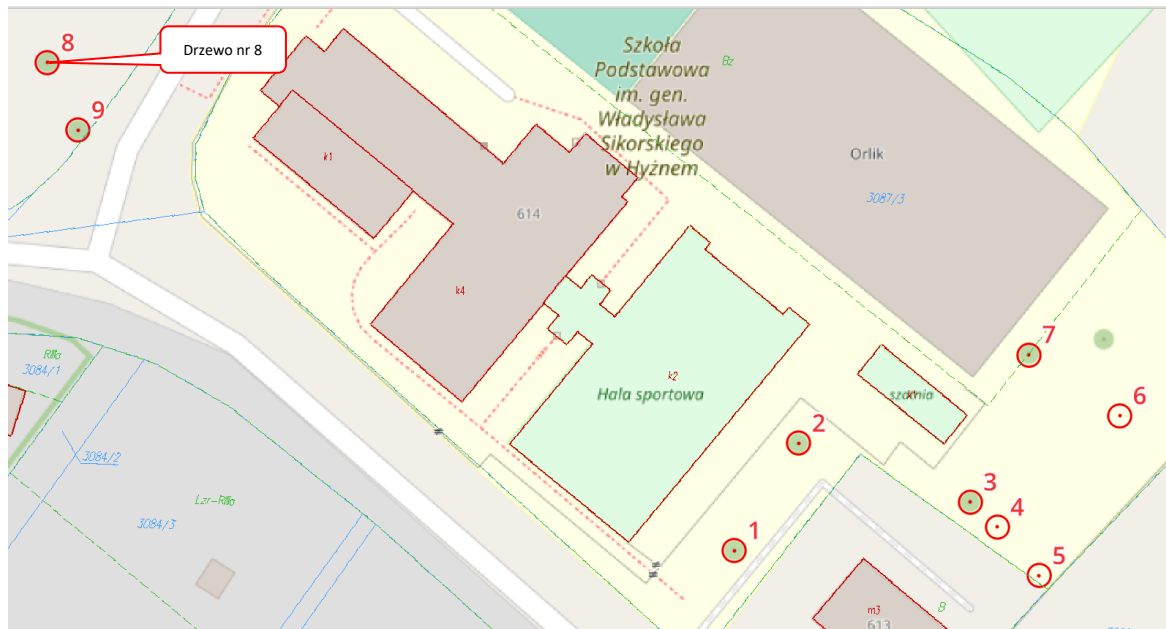 8
Drzewo nr 8
9
Szkoła
Podstawowa
im. gen.
Władysława
Sikorskiego
w Hyżnem
Bz
Orlik
3087/3
k1
614
k4
k2
Hala sportowa
szatnia
7
6
2
3
4
1
5
RIIIa
3084/1
3084/2
Lzr-RIIIa
3084/3
m3
613
B